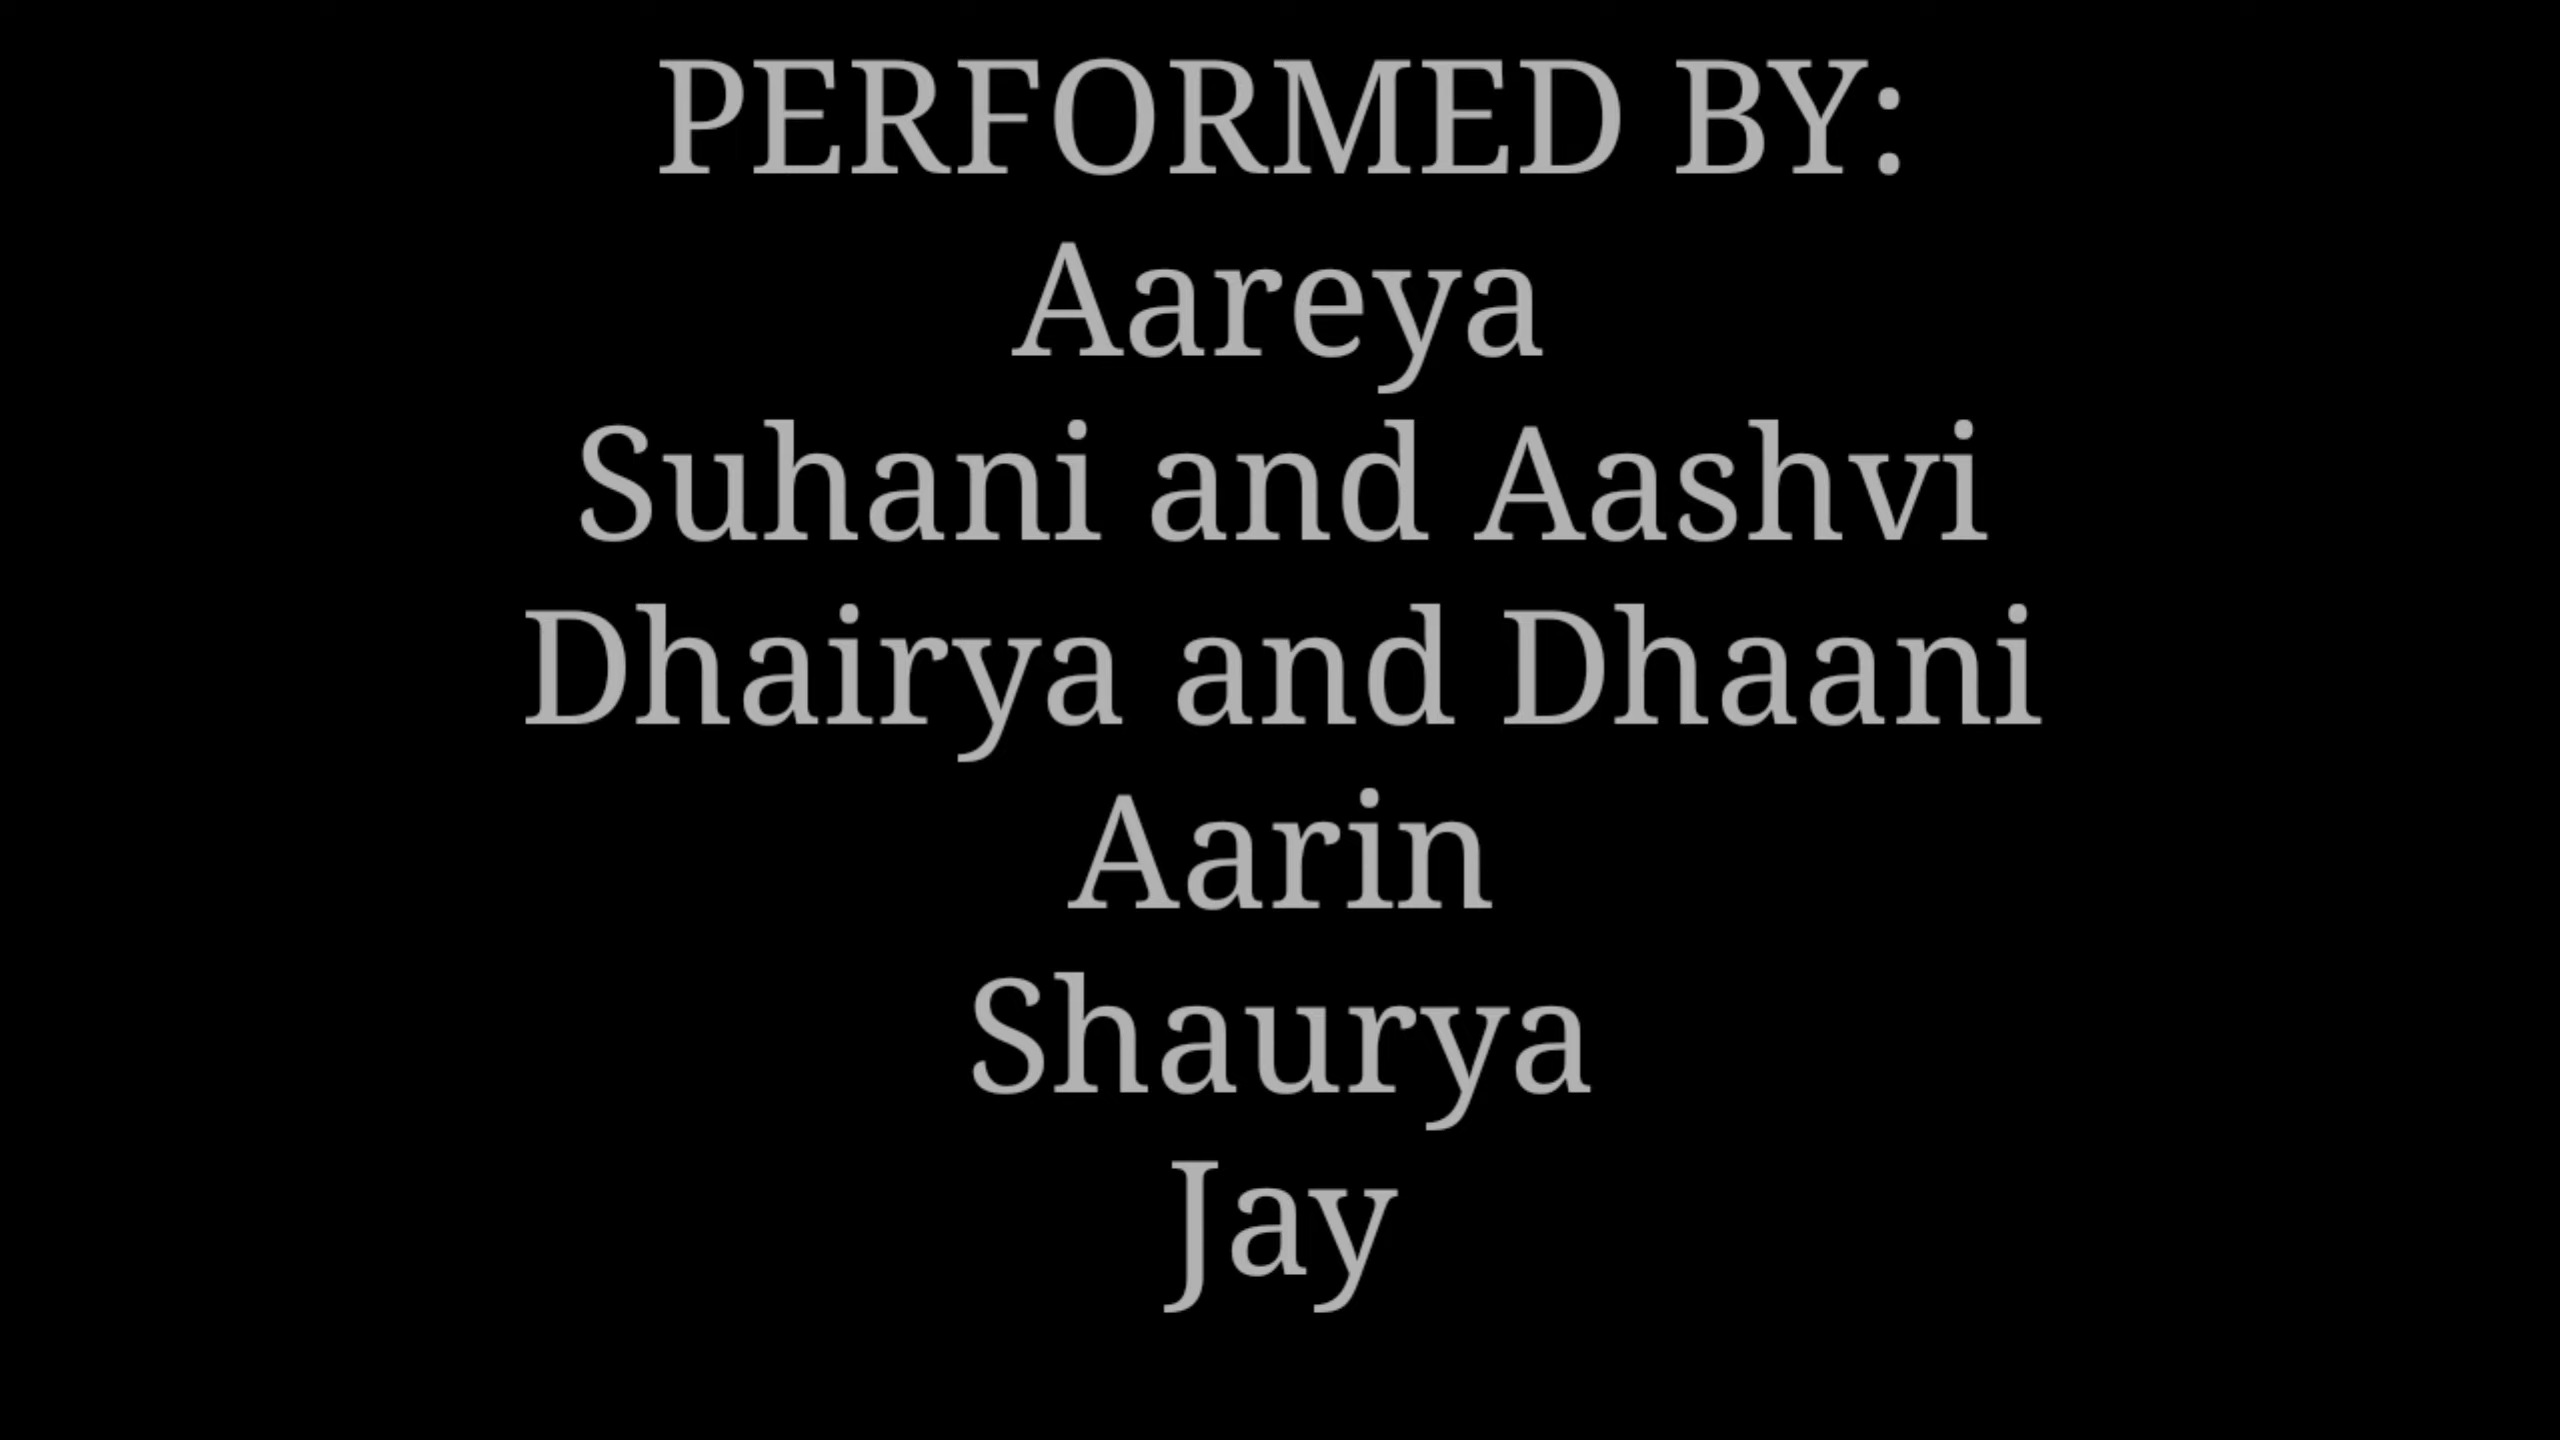 PERFORMED BY:
Aareya
Suhani and Aashvi
Dhairya and Dhaani
Aarin
Shaurya
Jay